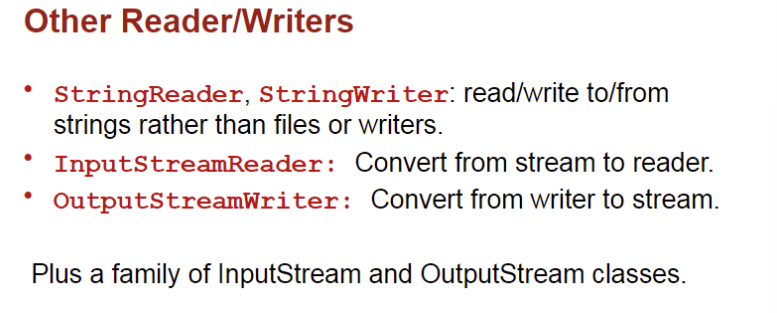 Other Reader/Writers
• StringReader, StringWriter: read/write to/from
strings rather than files or writers.
• InputStreamReader: Convert from stream to reader.
• OutputStreamWriter: Convert from writer to stream.
Plus a family of InputStream and OutputStream classes.